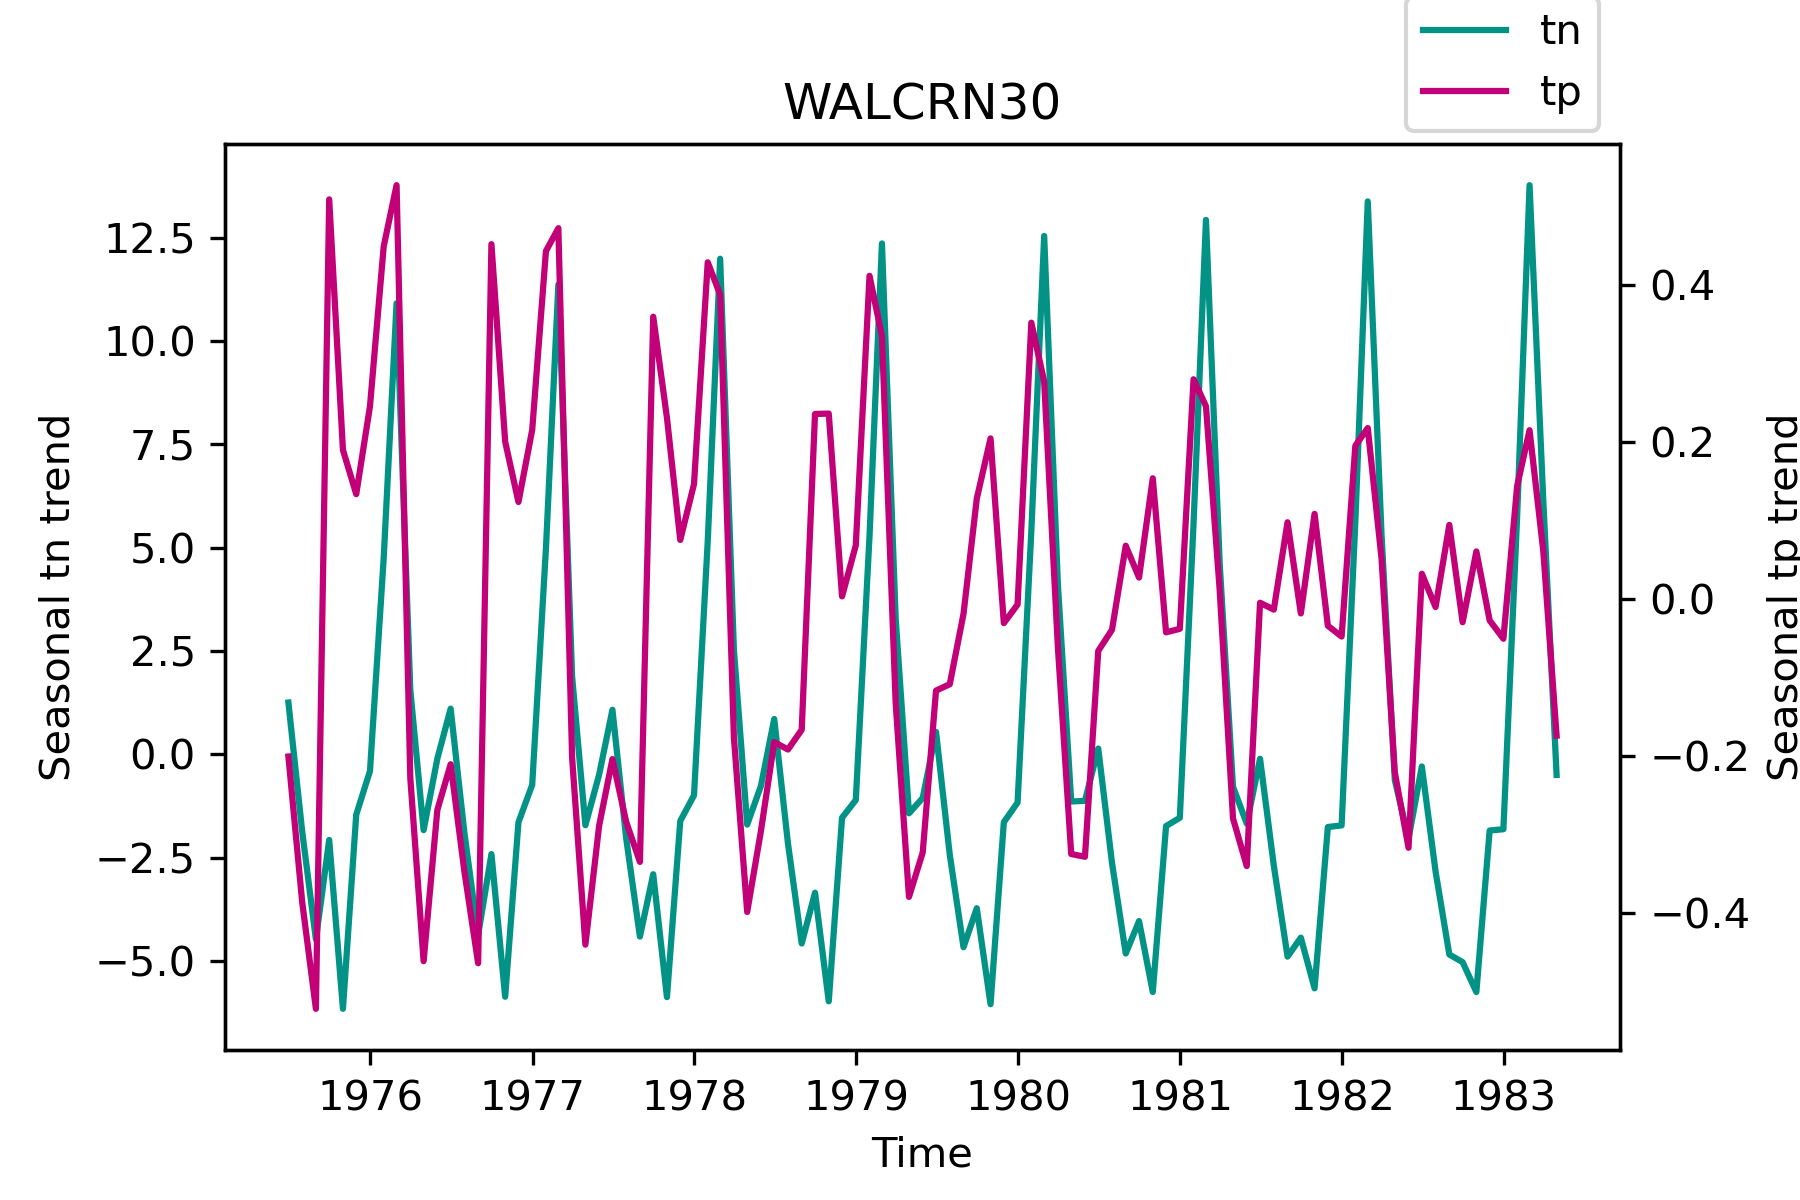 tn
tp
WALCRN30
12.5
10.0
7.5
5.0
2.5
0.0
−2.5
−5.0
Seasonal tn trend
0.4
0.2
0.0
−0.2
−0.4
Seasonal tp trend
1976 1977 1978 1979 1980 1981 1982 1983
Time